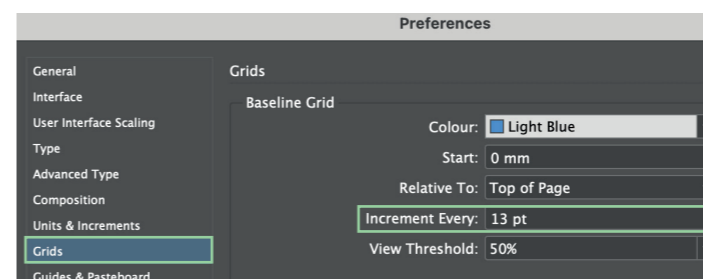 Preferences
General
Interface
User Interface Scaling
Type
Advanced Type
Composition
Units & Increments
Grids
Guides & Pasteboard
Grids
Baseline Grid
Colour: Light Blue
Start: 0 mm
Relative To: Top of Page
Increment Every: 13 pt
View Threshold: 50%